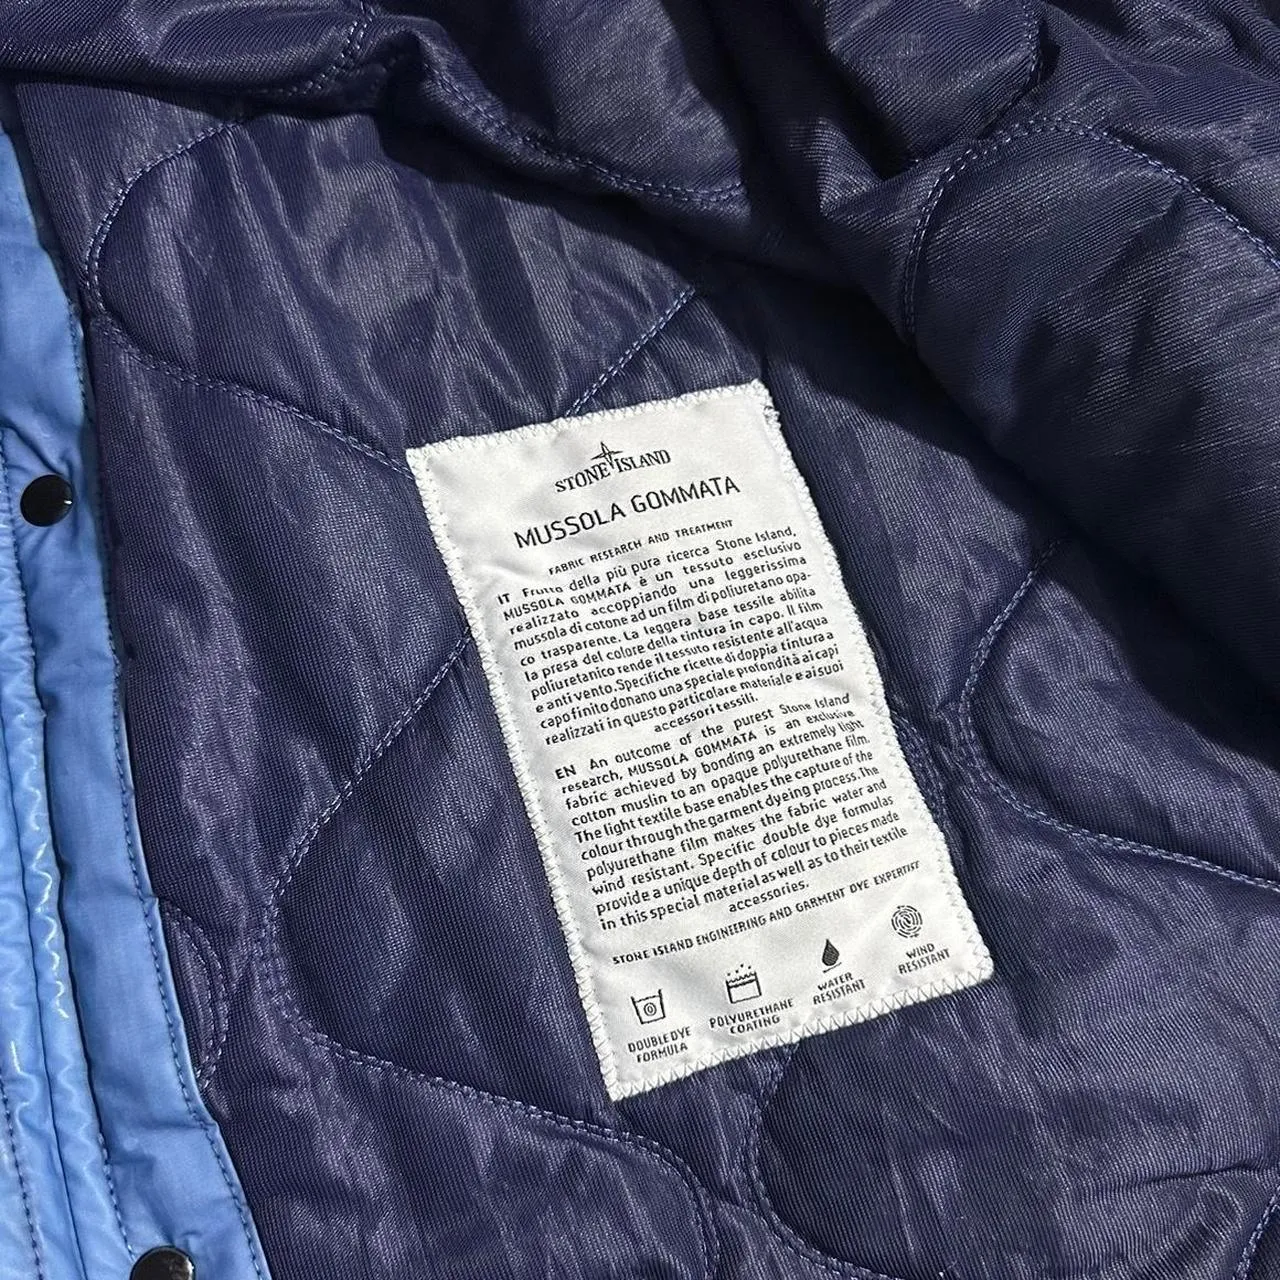 STONE ISLAND
MUSSOLA GOMMATA
FABRIC RESEARCH AND TREATMENT
IT Frutto della più pura ricerca Stone Island,
MUSSOLA GOMMATA è un tessuto esclusivo
realizzato accoppiando una leggerissima
mussola di cotone ad un film di poliuretano opa-
co trasparente. La leggera base tessile abilita
la presa del colore della tintura in capo. Il film
poliuretanico rende il tessuto resistente all'acqua
e anti vento. Specifiche ricette di doppia tintura a
capo finito donano una speciale profondità ai capi
realizzati in questo particolare materiale e ai suoi
accessori tessili.
EN An outcome of the purest Stone Island
research, MUSSOLA GOMMATA is an exclusive
fabric achieved by bonding an extremely light
cotton muslin to an opaque polyurethane film.
The light textile base enables the capture of the
colour through the garment dyeing process. The
polyurethane film makes the fabric water and
wind resistant. Specific double dye formulas
provide a unique depth of colour to pieces made
in this special material as well as to their textile
accessories.
STONE ISLAND ENGINEERING AND GARMENT DYE EXPERTISE
DOUBLE DYE
FORMULA
POLYURETHANE
COATING
WATER
RESISTANT
WIND
RESISTANT